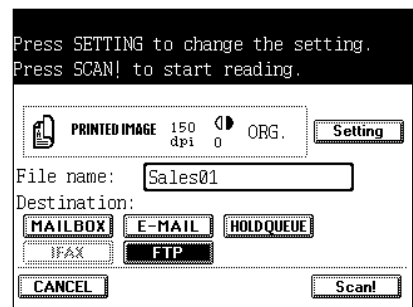 Press SETTING to change the setting.
Press SCAN! to start reading.
PRINTED IMAGE 150 dpi 0 ORG. Setting
File name: Sales01
Destination:
MAILBOX E-MAIL HOLD QUEUE
IFAX FTP
CANCEL Scan!